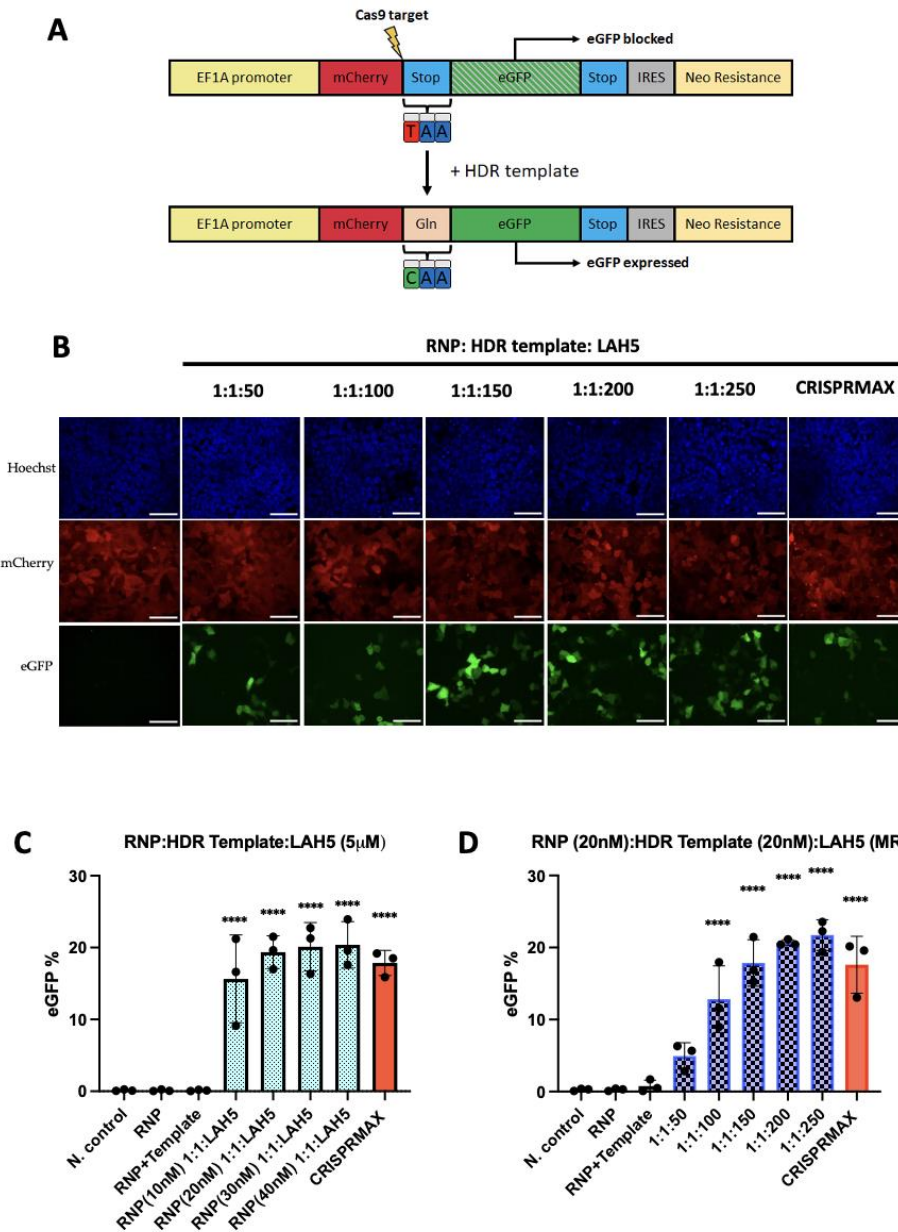 A
Cas9 target
eGFP blocked
EF1A promoter mCherry Stop eGFP Stop IRES Neo Resistance
T A A
+ HDR template
EF1A promoter mCherry Gln eGFP Stop IRES Neo Resistance
eGFP expressed
C A A
B
RNP: HDR template: LAH5
1:1:50 1:1:100 1:1:150 1:1:200 1:1:250 CRISPRMAX
Hoechst
mCherry
eGFP
C
RNP:HDR Template:LAH5 (5µM)
eGFP %
30
20
10
0
**** **** **** **** ****
N. control
RNP
RNP+Template
RNP(10nM) 1:1:LAH5
RNP(20nM) 1:1:LAH5
RNP(30nM) 1:1:LAH5
RNP(40nM) 1:1:LAH5
CRISPRMAX
D
RNP (20nM):HDR Template (20nM):LAH5 (MR
eGFP %
30
20
10
0
**** **** **** **** ****
N. control
RNP
RNP+Template
1:1:50
1:1:100
1:1:150
1:1:200
1:1:250
CRISPRMAX